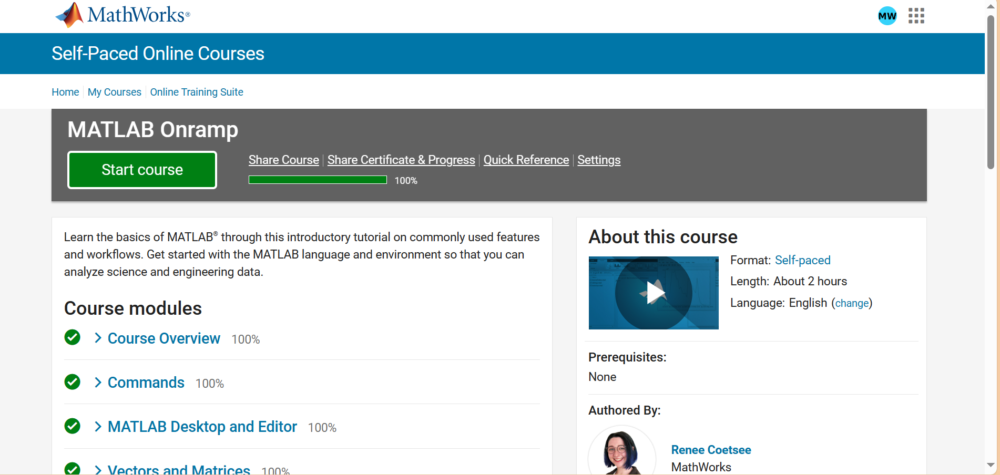 MathWorks®
MW
Self-Paced Online Courses
Home
My Courses
Online Training Suite
MATLAB Onramp
Start course
Share Course
Share Certificate & Progress
Quick Reference
Settings
100%
Learn the basics of MATLAB® through this introductory tutorial on commonly used features
and workflows. Get started with the MATLAB language and environment so that you can
analyze science and engineering data.
Course modules
Course Overview 100%
Commands 100%
MATLAB Desktop and Editor 100%
Vectors and Matrices 100%
About this course
Format: Self-paced
Length: About 2 hours
Language: English (change)
Prerequisites:
None
Authored By:
Renee Coetsee
MathWorks